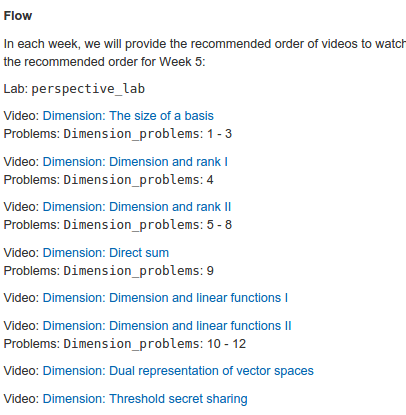 Flow
In each week, we will provide the recommended order of videos to watch
the recommended order for Week 5:
Lab: perspective_lab
Video: Dimension: The size of a basis
Problems: Dimension_problems: 1 - 3
Video: Dimension: Dimension and rank I
Problems: Dimension_problems: 4
Video: Dimension: Dimension and rank II
Problems: Dimension_problems: 5 - 8
Video: Dimension: Direct sum
Problems: Dimension_problems: 9
Video: Dimension: Dimension and linear functions I
Video: Dimension: Dimension and linear functions II
Problems: Dimension_problems: 10 - 12
Video: Dimension: Dual representation of vector spaces
Video: Dimension: Threshold secret sharing